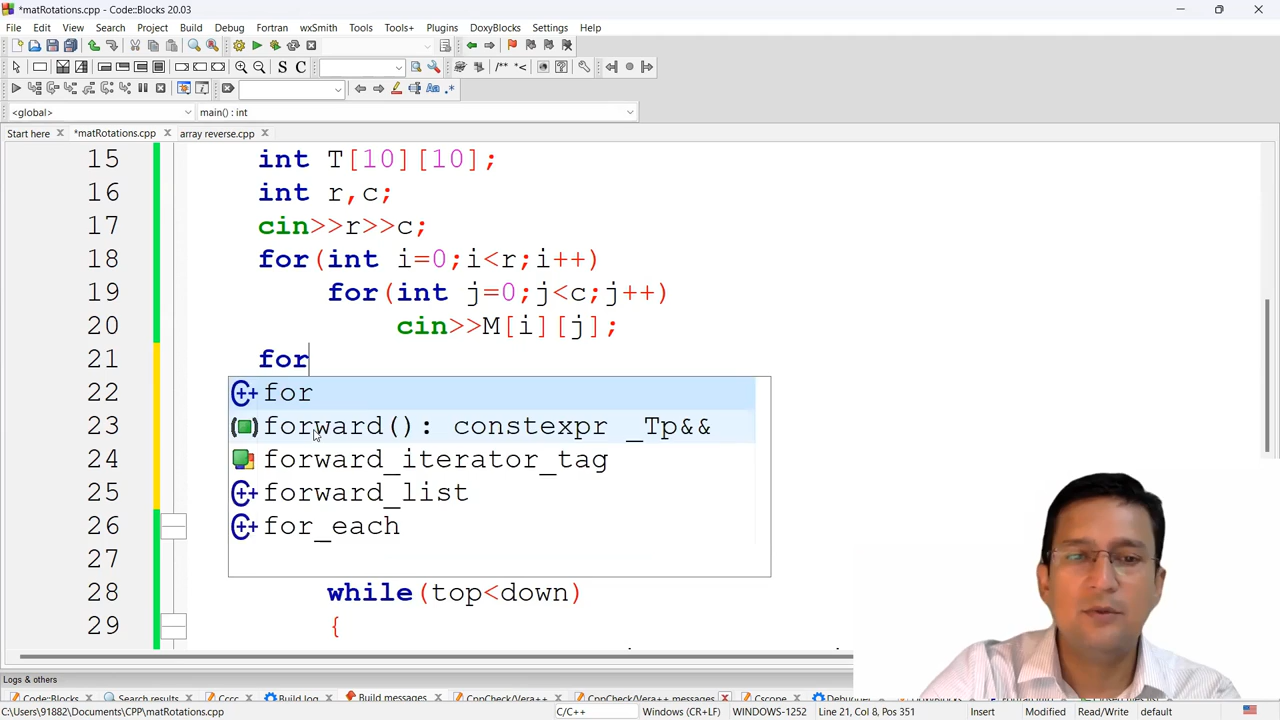 *matRotations.cpp - Code::Blocks 20.03
File Edit View Search Project Build Debug Fortran wxSmith Tools Tools+ Plugins DoxyBlocks Settings Help
S C /** *<
Aa .*
<global> main() : int
Start here *matRotations.cpp array reverse.cpp
15 int T[10][10];
16 int r,c;
17 cin>>r>>c;
18 for(int i=0;i<r;i++)
19 for(int j=0;j<c;j++)
20 cin>>M[i][j];
21 for
22 for
23 forward(): constexpr _Tp&&
24 forward_iterator_tag
25 forward_list
26 for_each
27
28 while(top<down)
29 {
Logs & others
Code::Blocks Search results Cccc Build log Build messages CppCheck/Vera++ CppCheck/Vera++ messages Cscope
C:\Users\91882\Documents\CPP\matRotations.cpp C/C++ Windows (CR+LF) WINDOWS-1252 Line 21, Col 8, Pos 351 Insert Modified Read/Write default